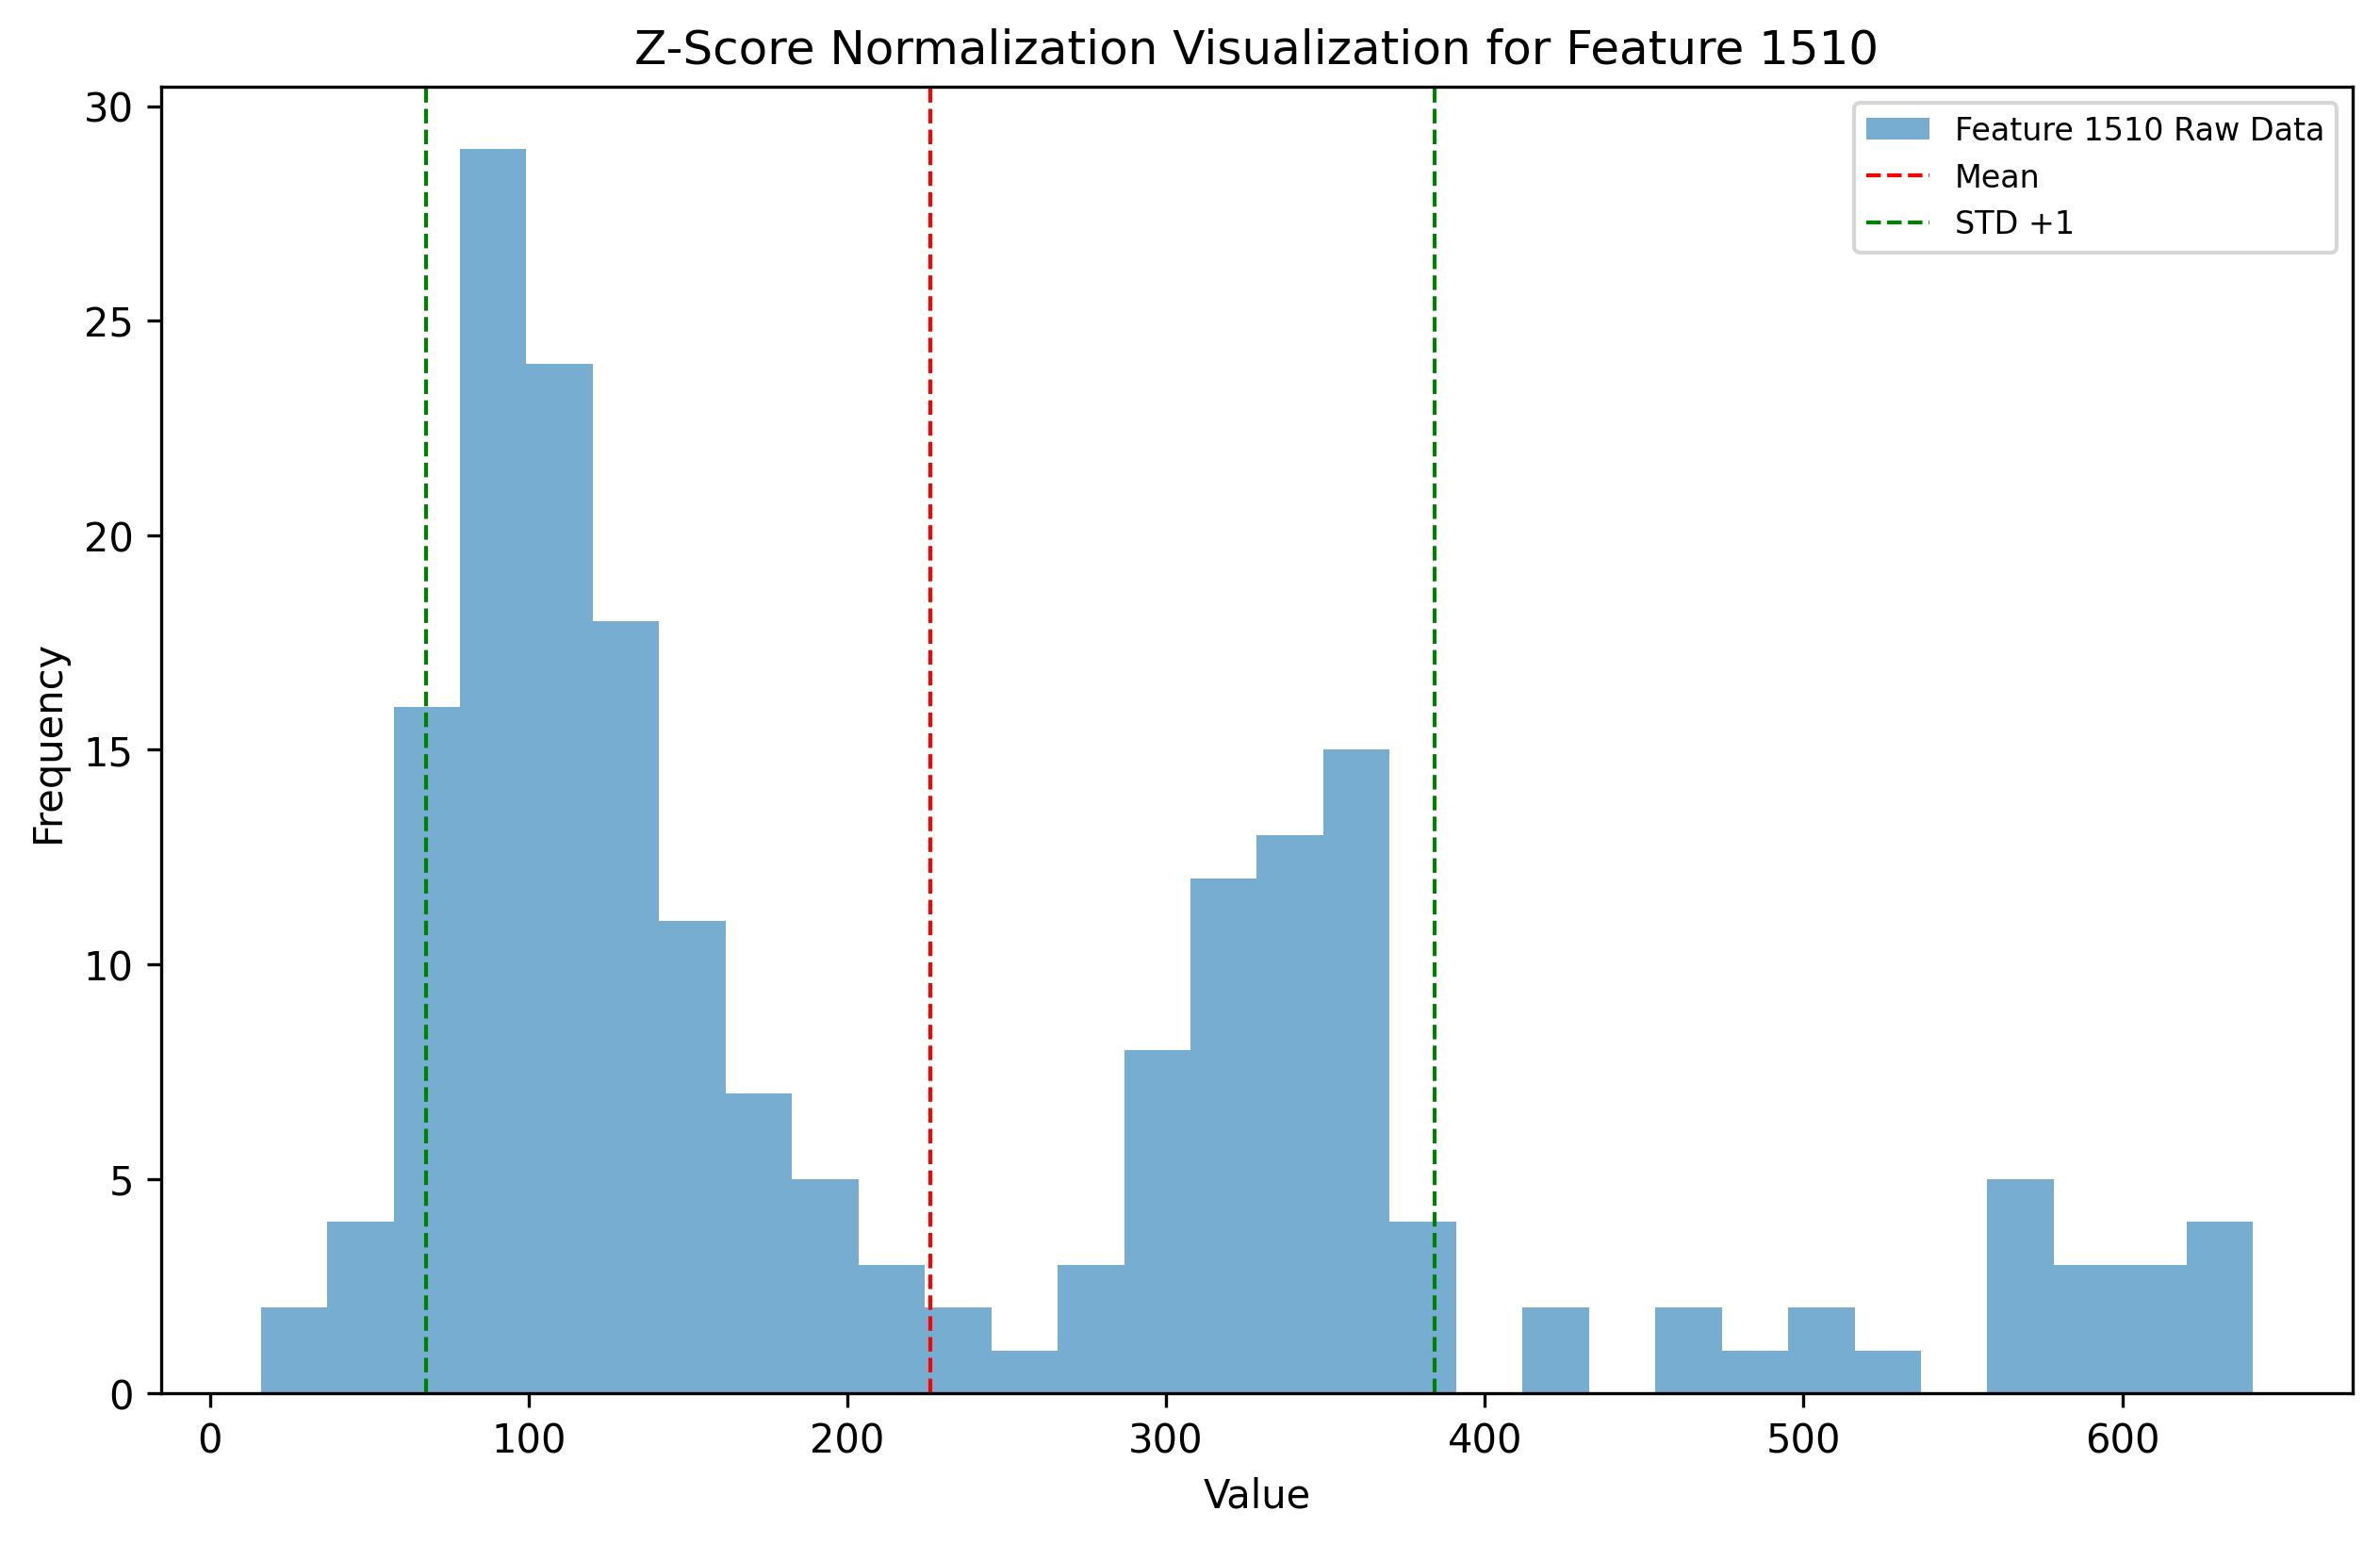 Z-Score Normalization Visualization for Feature 1510
Feature 1510 Raw Data
Mean
STD +1
Frequency
30
25
20
15
10
5
0
0 100 200 300 400 500 600
Value